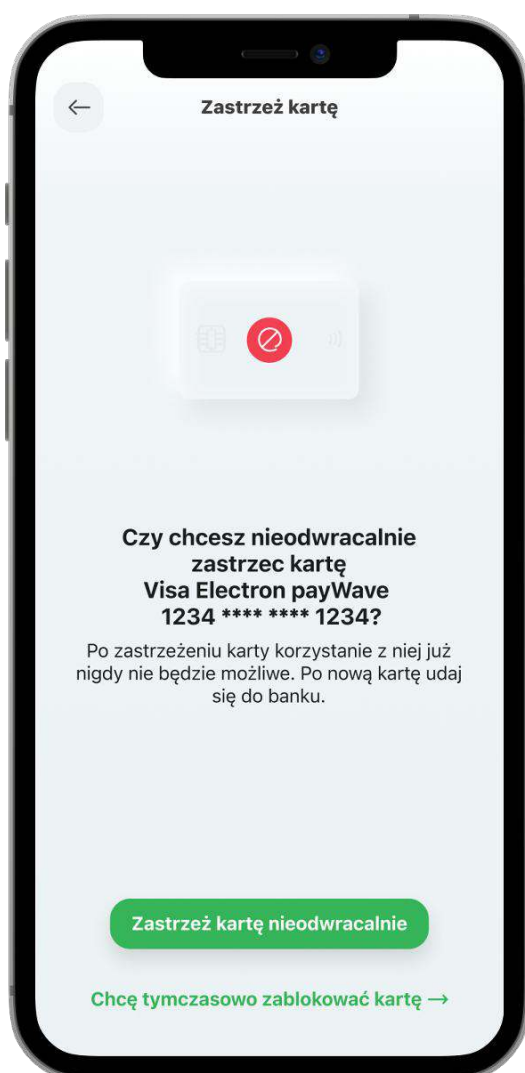 Zastrzeż kartę
Czy chcesz nieodwracalnie
zastrzec kartę
Visa Electron payWave
1234 **** **** 1234?
Po zastrzeżeniu karty korzystanie z niej już
nigdy nie będzie możliwe. Po nową kartę udaj
się do banku.
Zastrzeż kartę nieodwracalnie
Chcę tymczasowo zablokować kartę →